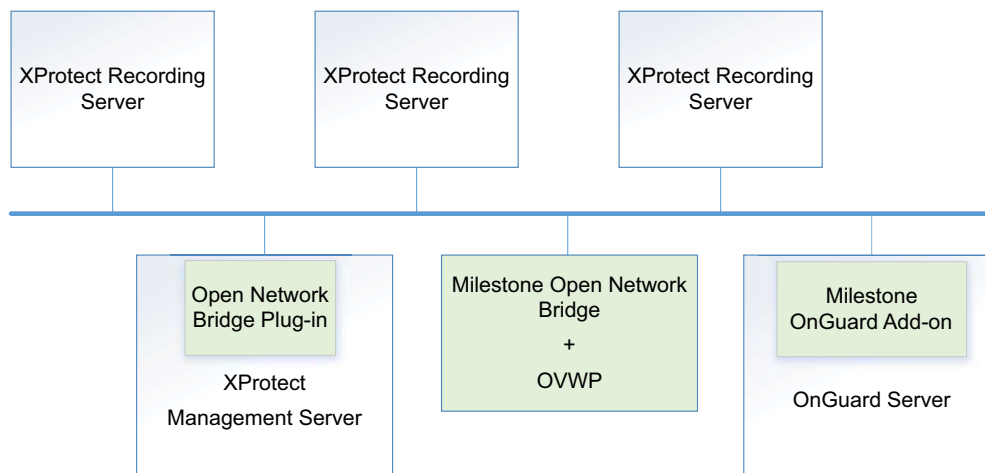 XProtect Recording
Server
XProtect Recording
Server
XProtect Recording
Server
Open Network
Bridge Plug-in
XProtect
Management Server
Milestone Open Network
Bridge
+
OVWP
Milestone
OnGuard Add-on
OnGuard Server